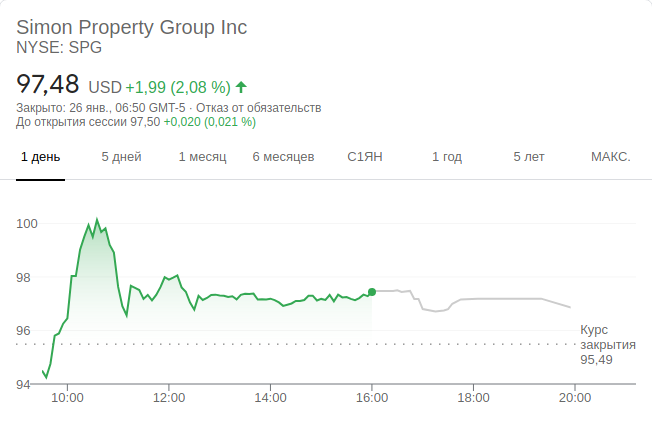 Simon Property Group Inc
NYSE: SPG
97,48 USD +1,99 (2,08 %)
Закрыто: 26 янв., 06:50 GMT-5 · Отказ от обязательств
До открытия сессии 97,50 +0,020 (0,021 %)
1 день 5 дней 1 месяц 6 месяцев С1ЯН 1 год 5 лет МАКС.
100
98
96
94
Курс
закрытия
95,49
10:00 12:00 14:00 16:00 18:00 20:00